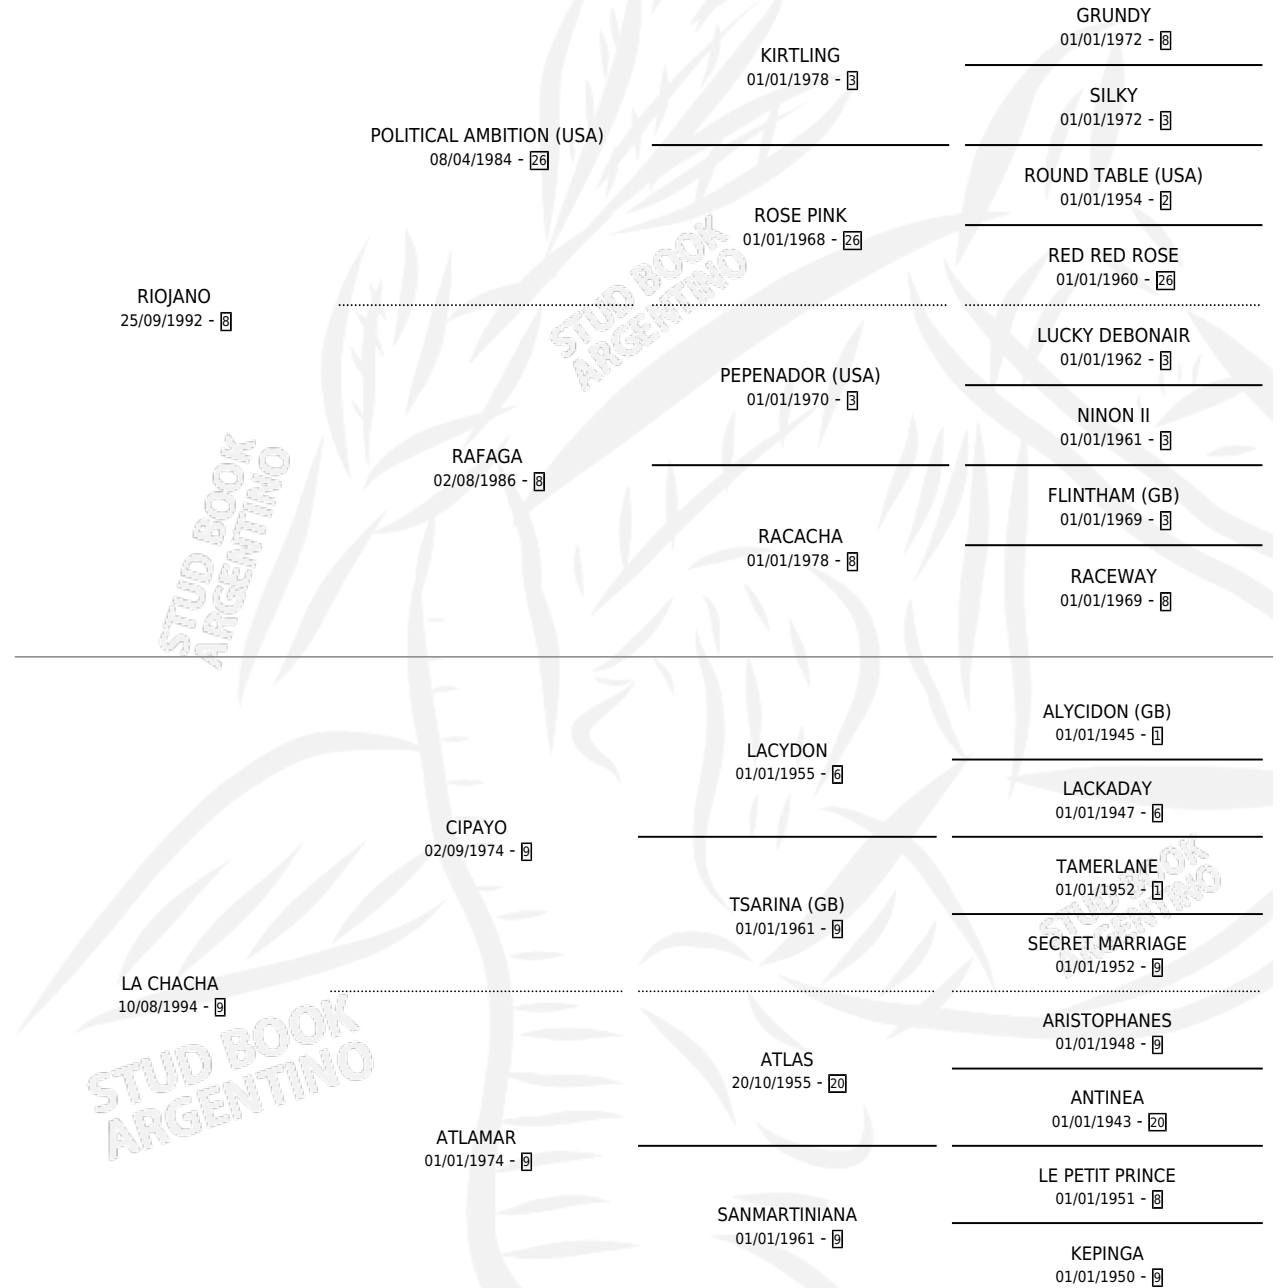 GRUNDY
01/01/1972 - 8
KIRTLING
01/01/1978 - 3
SILKY
01/01/1972 - 3
POLITICAL AMBITION (USA)
08/04/1984 - 26
ROUND TABLE (USA)
01/01/1954 - 2
ROSE PINK
01/01/1968 - 26
RED RED ROSE
01/01/1960 - 26
RIOJANO
25/09/1992 - 8
STUD BOOK
ARGENTINO
LUCKY DEBONAIR
01/01/1962 - 3
PEPENADOR (USA)
01/01/1970 - 3
NINON II
01/01/1961 - 3
RAFAGA
02/08/1986 - 8
FLINTHAM (GB)
01/01/1969 - 3
RACACHA
01/01/1978 - 8
RACEWAY
01/01/1969 - 8
STUD BOOK
ARGENTINO
ALYCIDON (GB)
01/01/1945 - 1
LACYDON
01/01/1955 - 6
LACKADAY
01/01/1947 - 6
CIPAYO
02/09/1974 - 9
TAMERLANE
01/01/1952 - 1
TSARINA (GB)
01/01/1961 - 9
SECRET MARRIAGE
01/01/1952 - 9
STUD BOOK
ARGENTINO
LA CHACHA
10/08/1994 - 9
ARISTOPHANES
01/01/1948 - 9
ATLAS
20/10/1955 - 20
ANTINEA
01/01/1943 - 20
STUD BOOK
ARGENTINO
ATLAMAR
01/01/1974 - 9
LE PETIT PRINCE
01/01/1951 - 8
SANMARTINIANA
01/01/1961 - 9
KEPINGA
01/01/1950 - 9